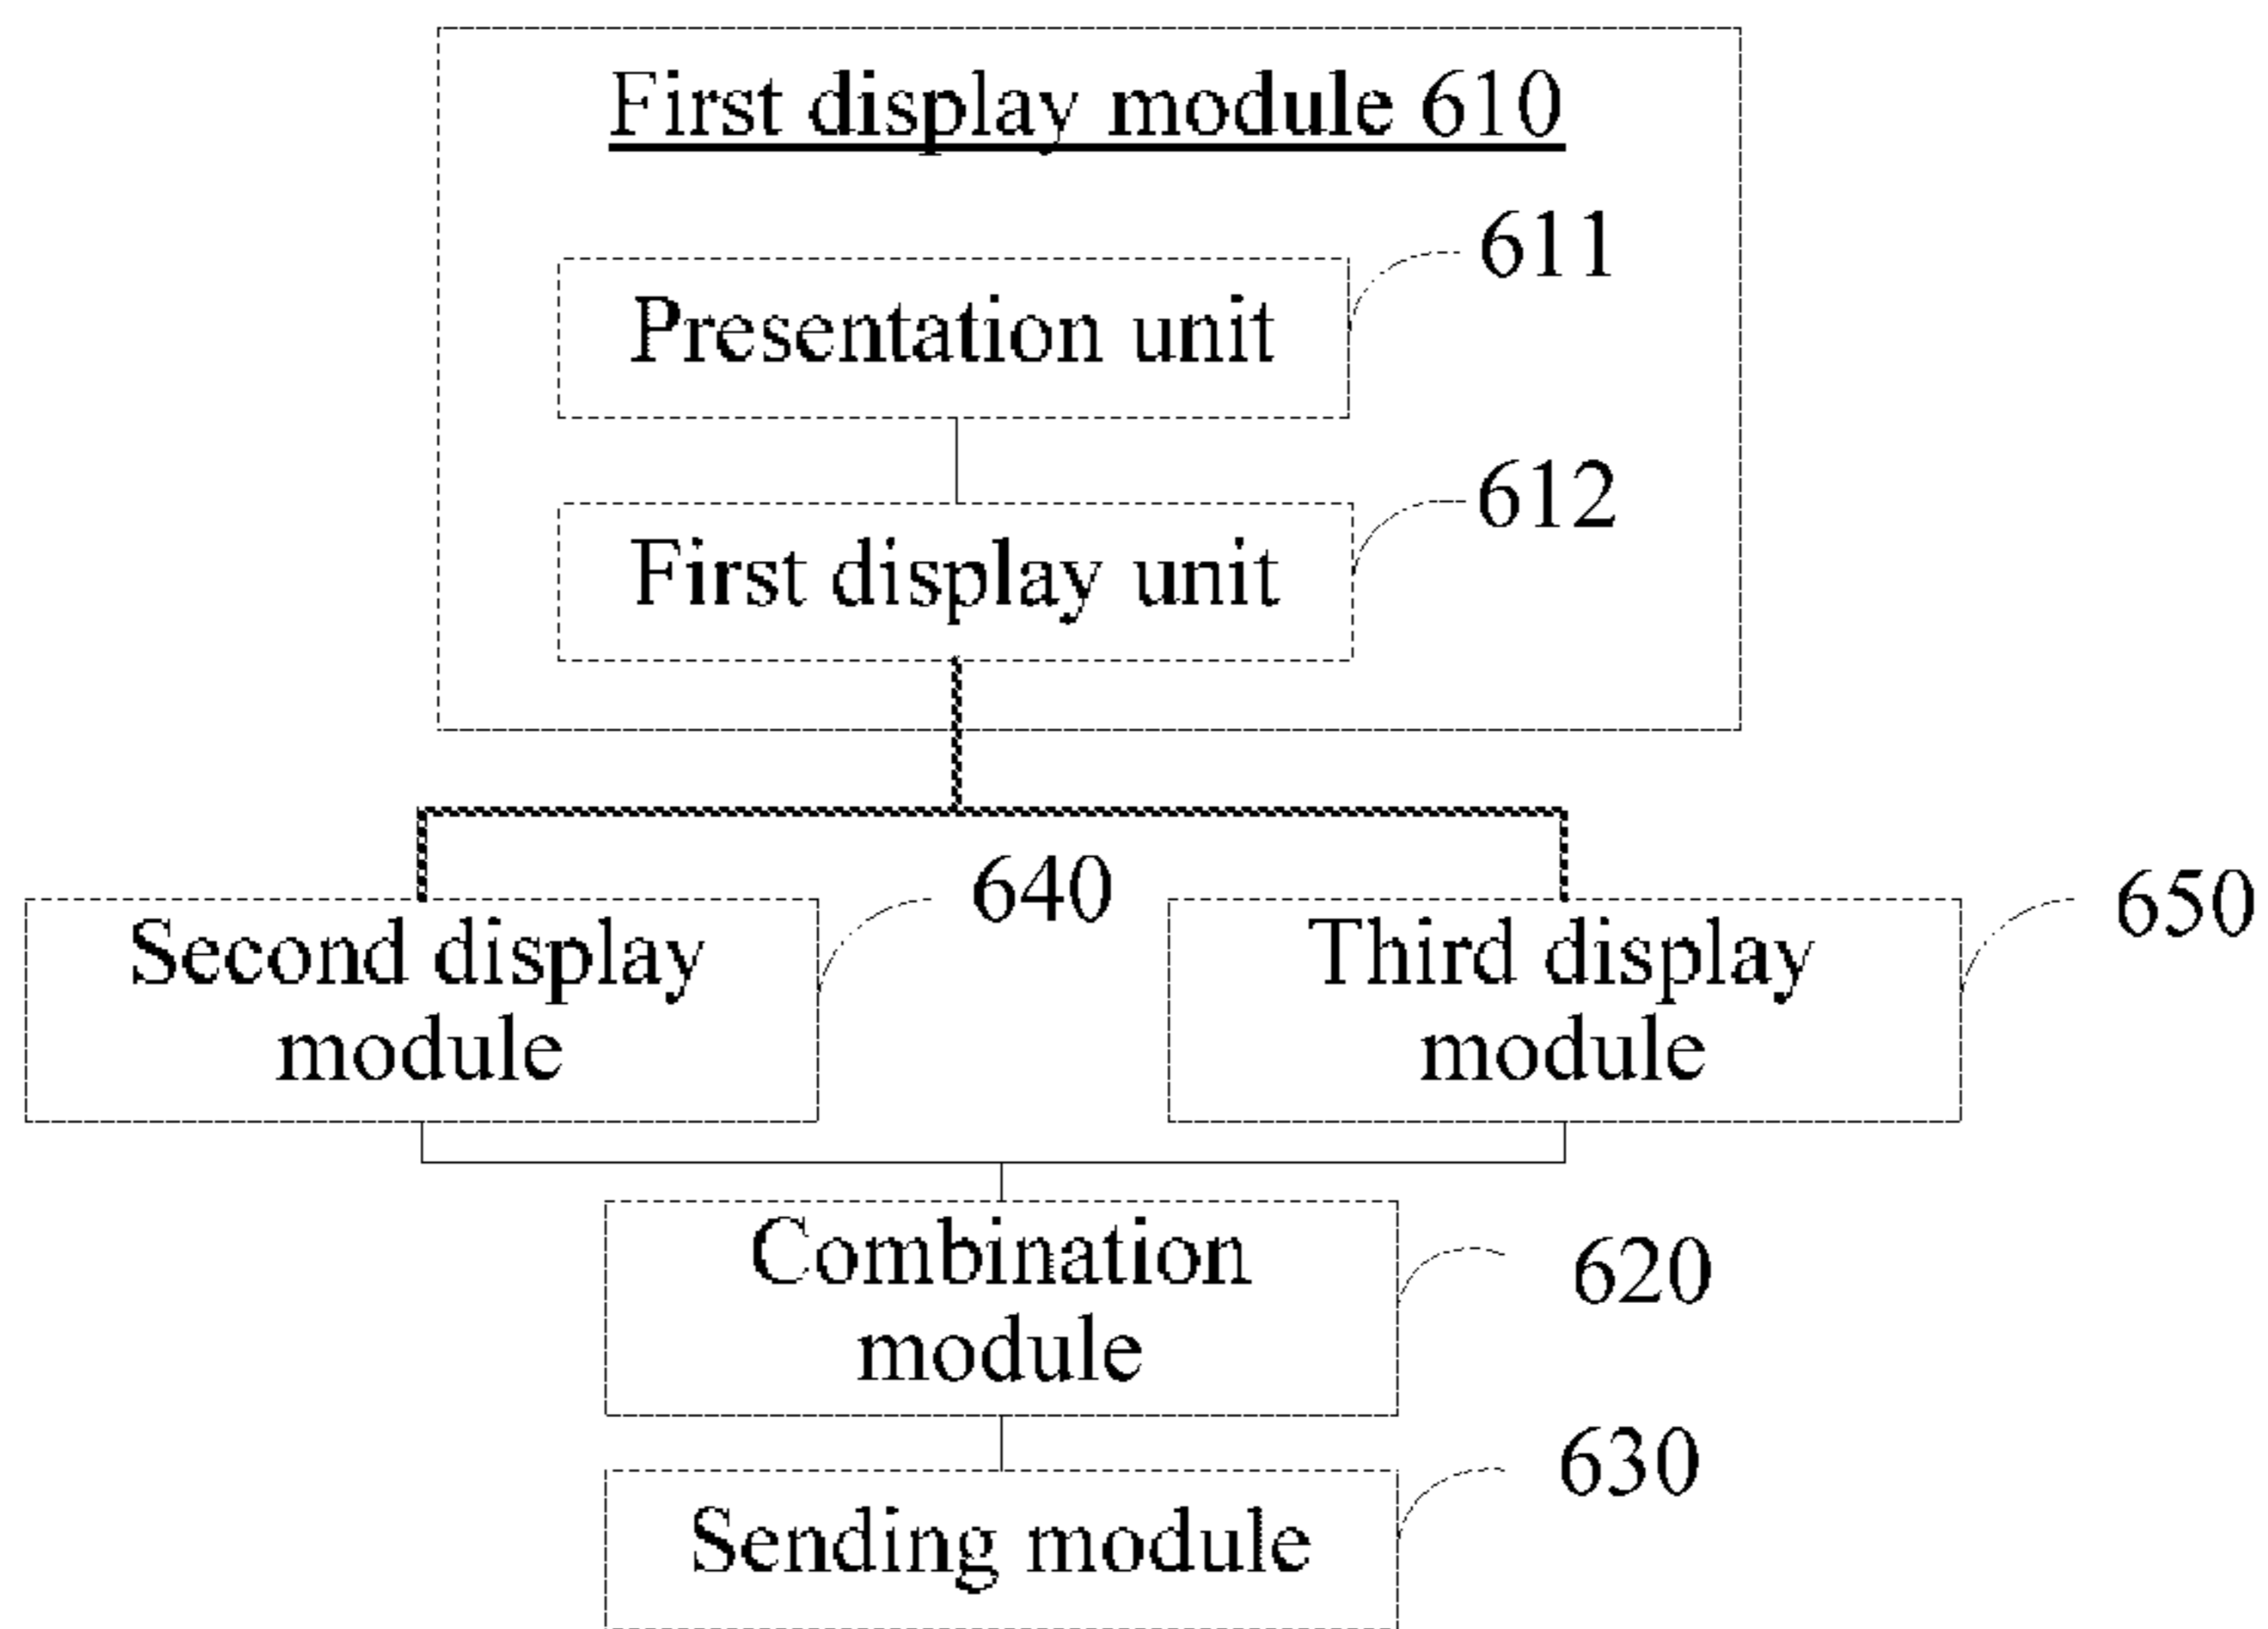 First display module 610
611
Presentation unit
612
First display unit
640
650
Second display
module
Third display
module
Combination
module
620
630
Sending module